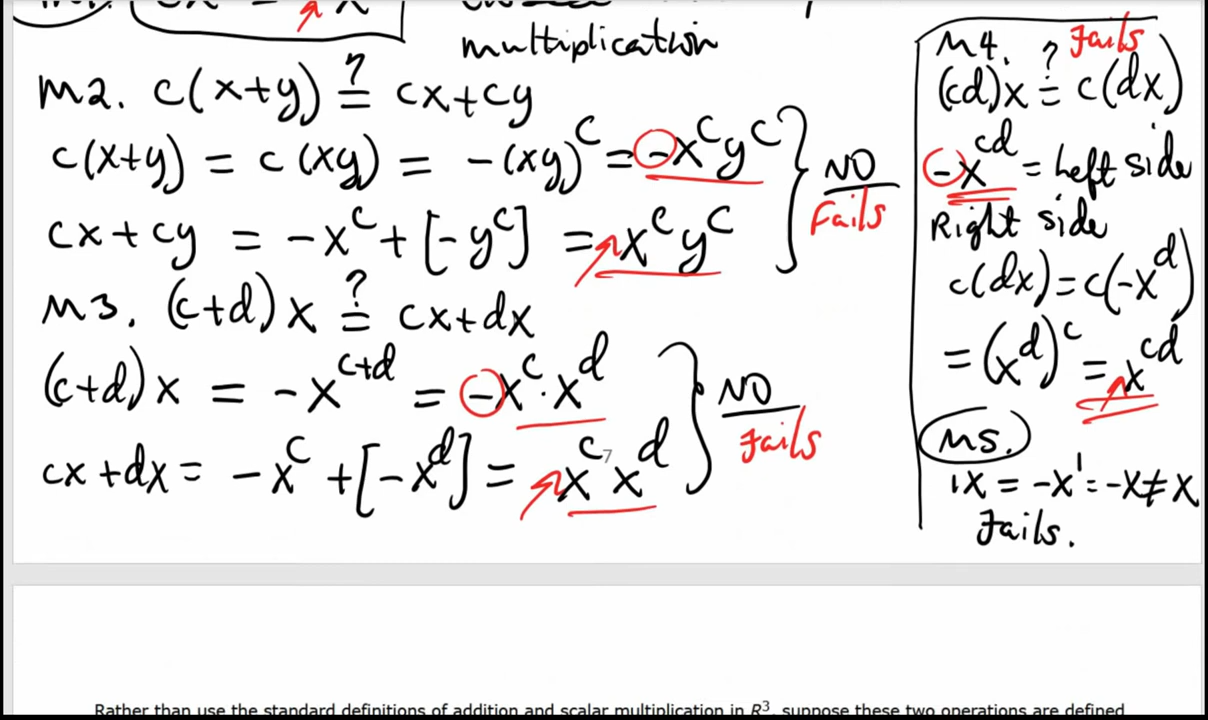 multiplication
M2. c(x+y) ≟ cx+cy
c(x+y) = c(xy) = -(xy)^c = -x^c y^c } NO
Fails
cx+cy = -x^c + [-y^c] = x^c y^c
M3. (c+d)x ≟ cx+dx
(c+d)x = -x^{c+d} = -x^c · x^d } NO
Fails
cx+dx = -x^c + [-x^d] = x^c x^d
7
M4. Fails
(cd)x ≟ c(dx)
-x^{cd} = Left side
Right side
c(dx) = c(-x^d)
= (x^d)^c = x^{cd}
M5.
1x = -x^1 = -x ≠ x
Fails.
Rather than use the standard definitions of addition and scalar multiplication in R^3, suppose these two operations are defined